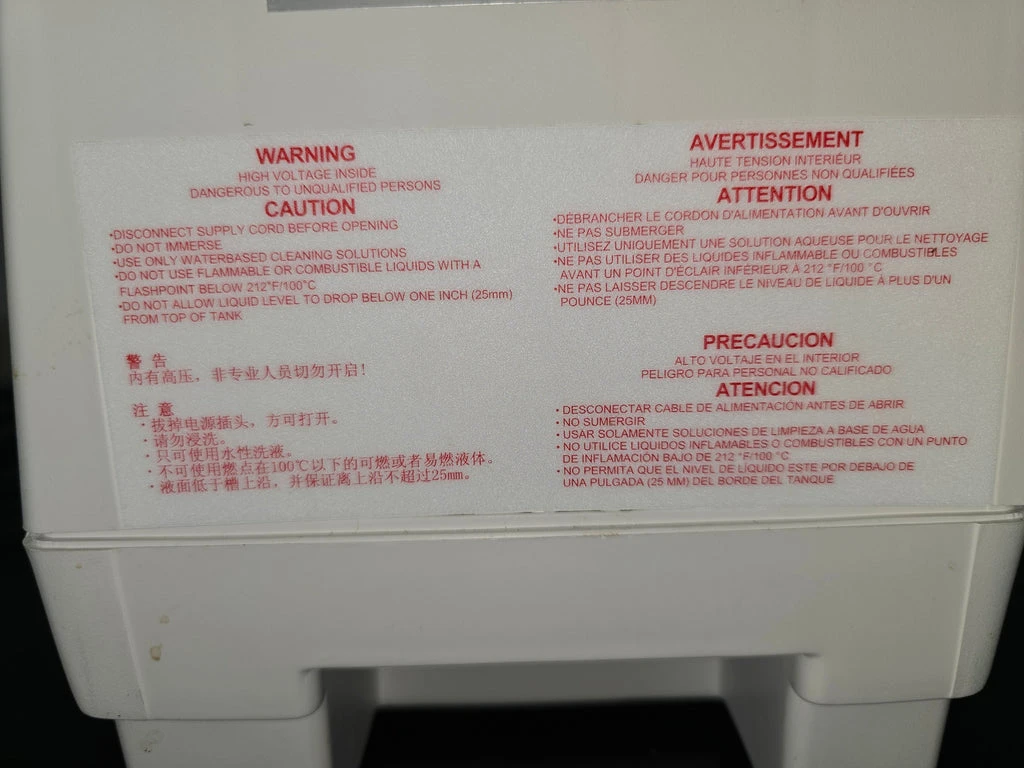 WARNING
HIGH VOLTAGE INSIDE
DANGEROUS TO UNQUALIFIED PERSONS
CAUTION
•DISCONNECT SUPPLY CORD BEFORE OPENING
•DO NOT IMMERSE
•USE ONLY WATERBASED CLEANING SOLUTIONS
•DO NOT USE FLAMMABLE OR COMBUSTIBLE LIQUIDS WITH A
FLASHPOINT BELOW 212°F/100°C
•DO NOT ALLOW LIQUID LEVEL TO DROP BELOW ONE INCH (25mm)
FROM TOP OF TANK
警 告
内有高压，非专业人员切勿开启！
注 意
·拔掉电源插头，方可打开。
·请勿浸洗。
·只可使用水性洗液。
·不可使用燃点在100℃以下的可燃或者易燃液体。
·液面低于槽上沿，并保证离上沿不超过25mm。
AVERTISSEMENT
HAUTE TENSION INTERIÉUR
DANGER POUR PERSONNES NON QUALIFIÉES
ATTENTION
•DÉBRANCHER LE CORDON D'ALIMENTATION AVANT D'OUVRIR
•NE PAS SUBMERGER
•UTILISEZ UNIQUEMENT UNE SOLUTION AQUEUSE POUR LE NETTOYAGE
•NE PAS UTILISER DES LIQUIDES INFLAMMABLE OU COMBUSTIBLES
AVANT UN POINT D'ÉCLAIR INFÉRIEUR À 212 °F/100 °C
•NE PAS LAISSER DESCENDRE LE NIVEAU DE LIQUIDE À PLUS D'UN
POUNCE (25MM)
PRECAUCION
ALTO VOLTAJE EN EL INTERIOR
PELIGRO PARA PERSONAL NO CALIFICADO
ATENCION
• DESCONECTAR CABLE DE ALIMENTACIÓN ANTES DE ABRIR
• NO SUMERGIR
• USAR SOLAMENTE SOLUCIONES DE LIMPIEZA A BASE DE AGUA
• NO UTILICE LIQUIDOS INFLAMABLES O COMBUSTIBLES CON UN PUNTO
DE INFLAMACIÓN BAJO DE 212 °F/100 °C
• NO PERMITA QUE EL NIVEL DE LÍQUIDO ESTE POR DEBAJO DE
UNA PULGADA (25 MM) DEL BORDE DEL TANQUE